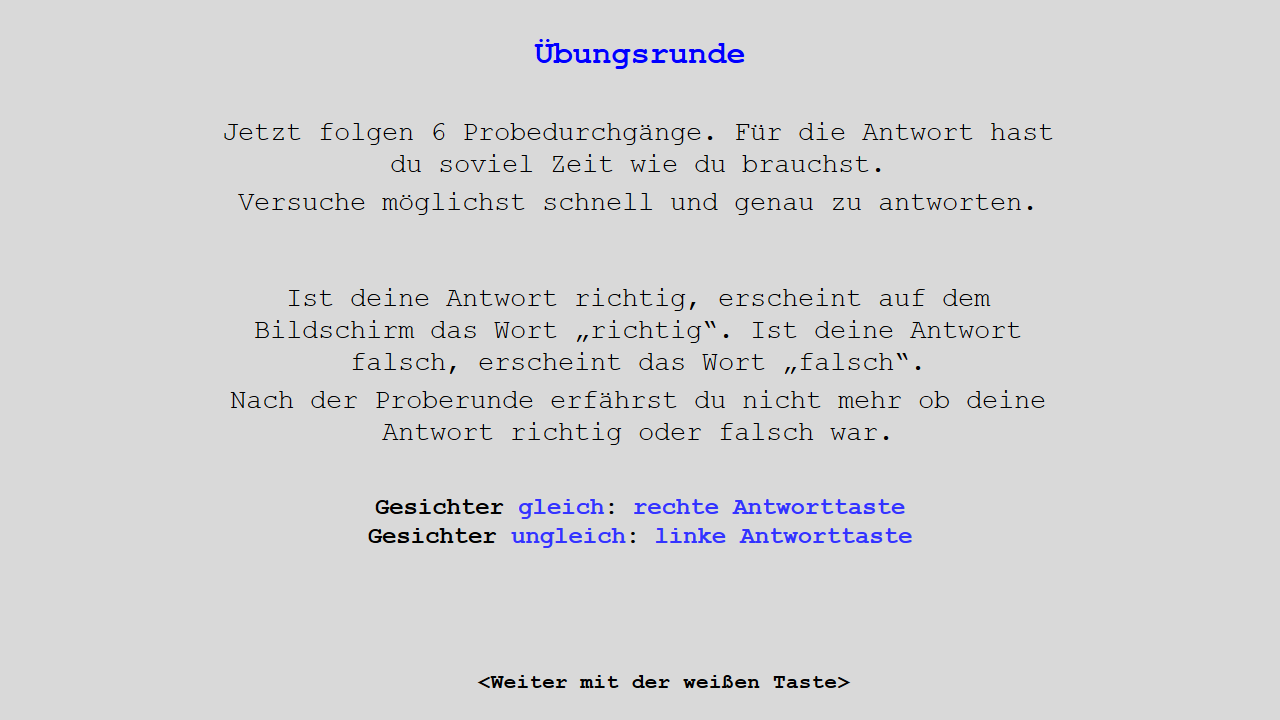 Übungsrunde
Jetzt folgen 6 Probedurchgänge. Für die Antwort hast
du soviel Zeit wie du brauchst.
Versuche möglichst schnell und genau zu antworten.
Ist deine Antwort richtig, erscheint auf dem
Bildschirm das Wort „richtig“. Ist deine Antwort
falsch, erscheint das Wort „falsch“.
Nach der Proberunde erfährst du nicht mehr ob deine
Antwort richtig oder falsch war.
Gesichter gleich: rechte Antworttaste
Gesichter ungleich: linke Antworttaste
<Weiter mit der weißen Taste>